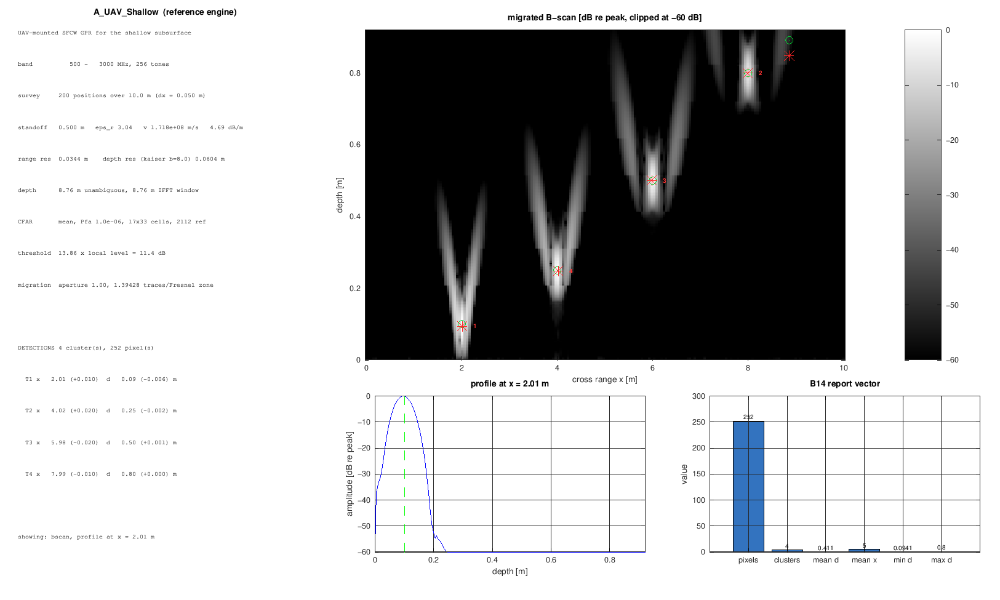 A_UAV_Shallow (reference engine)
UAV-mounted SFCW GPR for the shallow subsurface
band 500 - 3000 MHz, 256 tones
survey 200 positions over 10.0 m (dx = 0.050 m)
standoff 0.500 m eps_r 3.04 v 1.718e+08 m/s 4.69 dB/m
range res 0.0344 m depth res (kaiser b=8.0) 0.0604 m
depth 8.76 m unambiguous, 8.76 m IFFT window
CFAR mean, Pfa 1.0e-06, 17x33 cells, 2112 ref
threshold 13.86 x local level = 11.4 dB
migration aperture 1.00, 1.39428 traces/Fresnel zone
DETECTIONS 4 cluster(s), 252 pixel(s)
T1 x 2.01 (+0.010) d 0.09 (-0.006) m
T2 x 4.02 (+0.020) d 0.25 (-0.002) m
T3 x 5.98 (-0.020) d 0.50 (+0.001) m
T4 x 7.99 (-0.010) d 0.80 (+0.000) m
showing: bscan, profile at x = 2.01 m
migrated B-scan [dB re peak, clipped at -60 dB]
depth [m]
0.8
0.6
0.4
0.2
0
0 2 4 6 8 10
cross range x [m]
1
3
2
0
-10
-20
-30
-40
-50
-60
profile at x = 2.01 m
amplitude [dB re peak]
0
-10
-20
-30
-40
-50
-60
0 0.2 0.4 0.6 0.8
depth [m]
B14 report vector
value
300
250
200
150
100
50
0
252 4 0.411 5 0.0941 0.8
pixels clusters mean d mean x min d max d